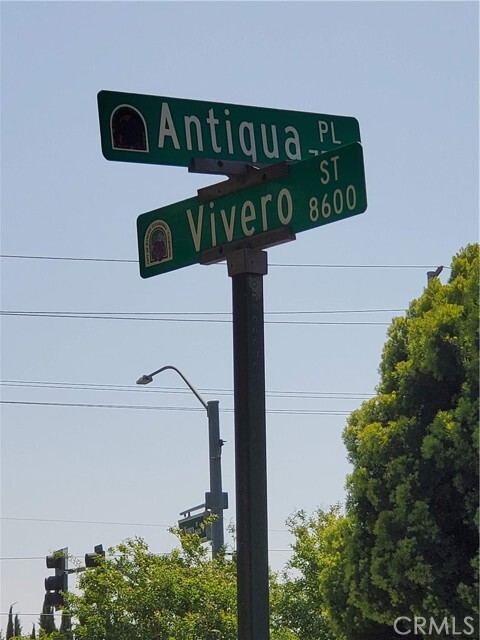 Antiqua PL
Vivero ST
8600
CRMLS